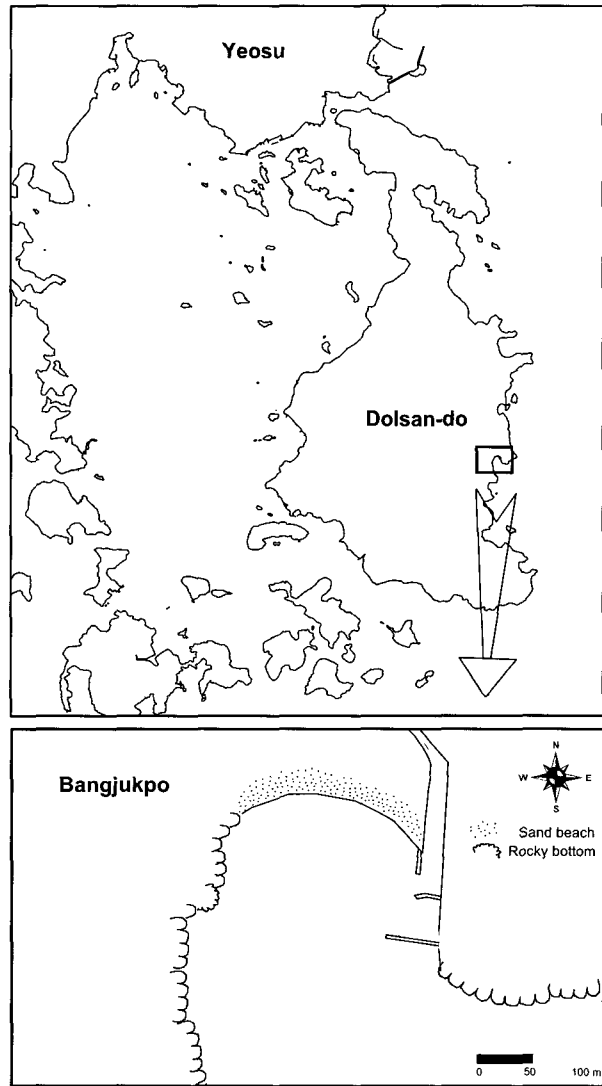 Yeosu
Dolsan-do
Bangjukpo
N
W E
S
Sand beach
Rocky bottom
0 50 100 m